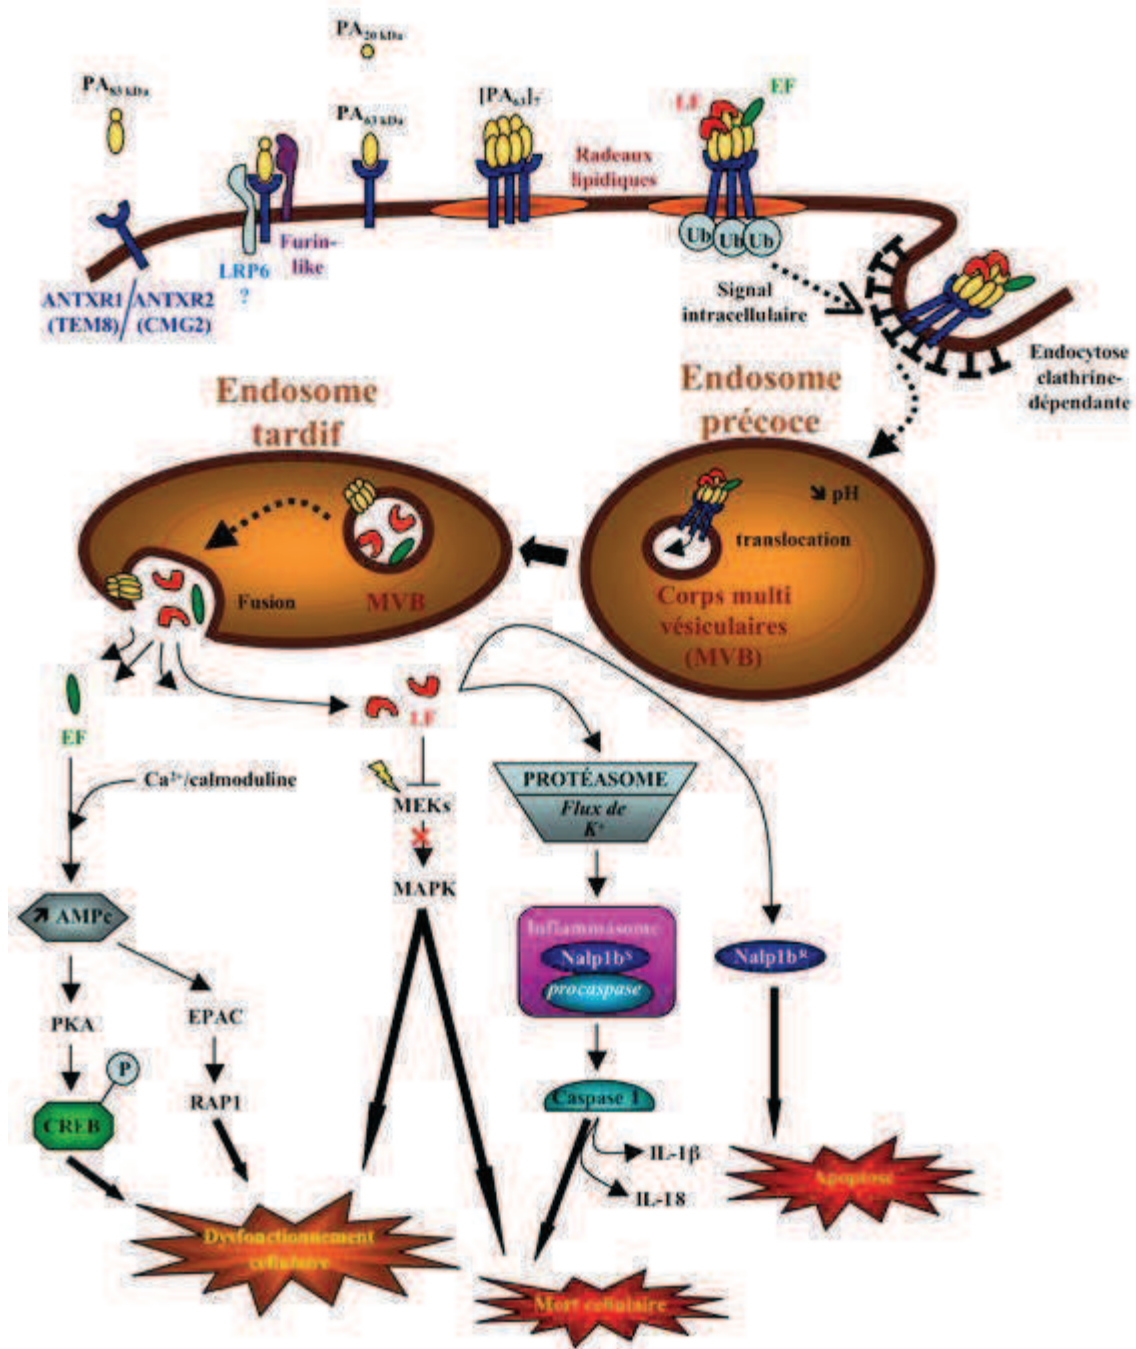 PA20 kDa
PA83 kDa
PA63 kDa
[PA63]7
LF
EF
Radeaux
lipidiques
Furin-
like
LRP6
?
ANTXR1/ANTXR2
(TEM8)/(CMG2)
Ub
Ub
Ub
Signal
intracellulaire
Endocytose
clathrine-
dépendante
Endosome
tardif
Endosome
précoce
➘ pH
translocation
Corps multi
vésiculaires
(MVB)
MVB
Fusion
EF
LF
Ca2+/calmoduline
MEKs
MAPK
PROTÉASOME
Flux de
K+
➚ AMPc
Inflammasome
Nalp1bS
procaspase
Nalp1bR
PKA
EPAC
P
CREB
RAP1
Caspase 1
IL-1β
IL-18
Apoptose
Dysfonctionnement
cellulaire
Mort cellulaire